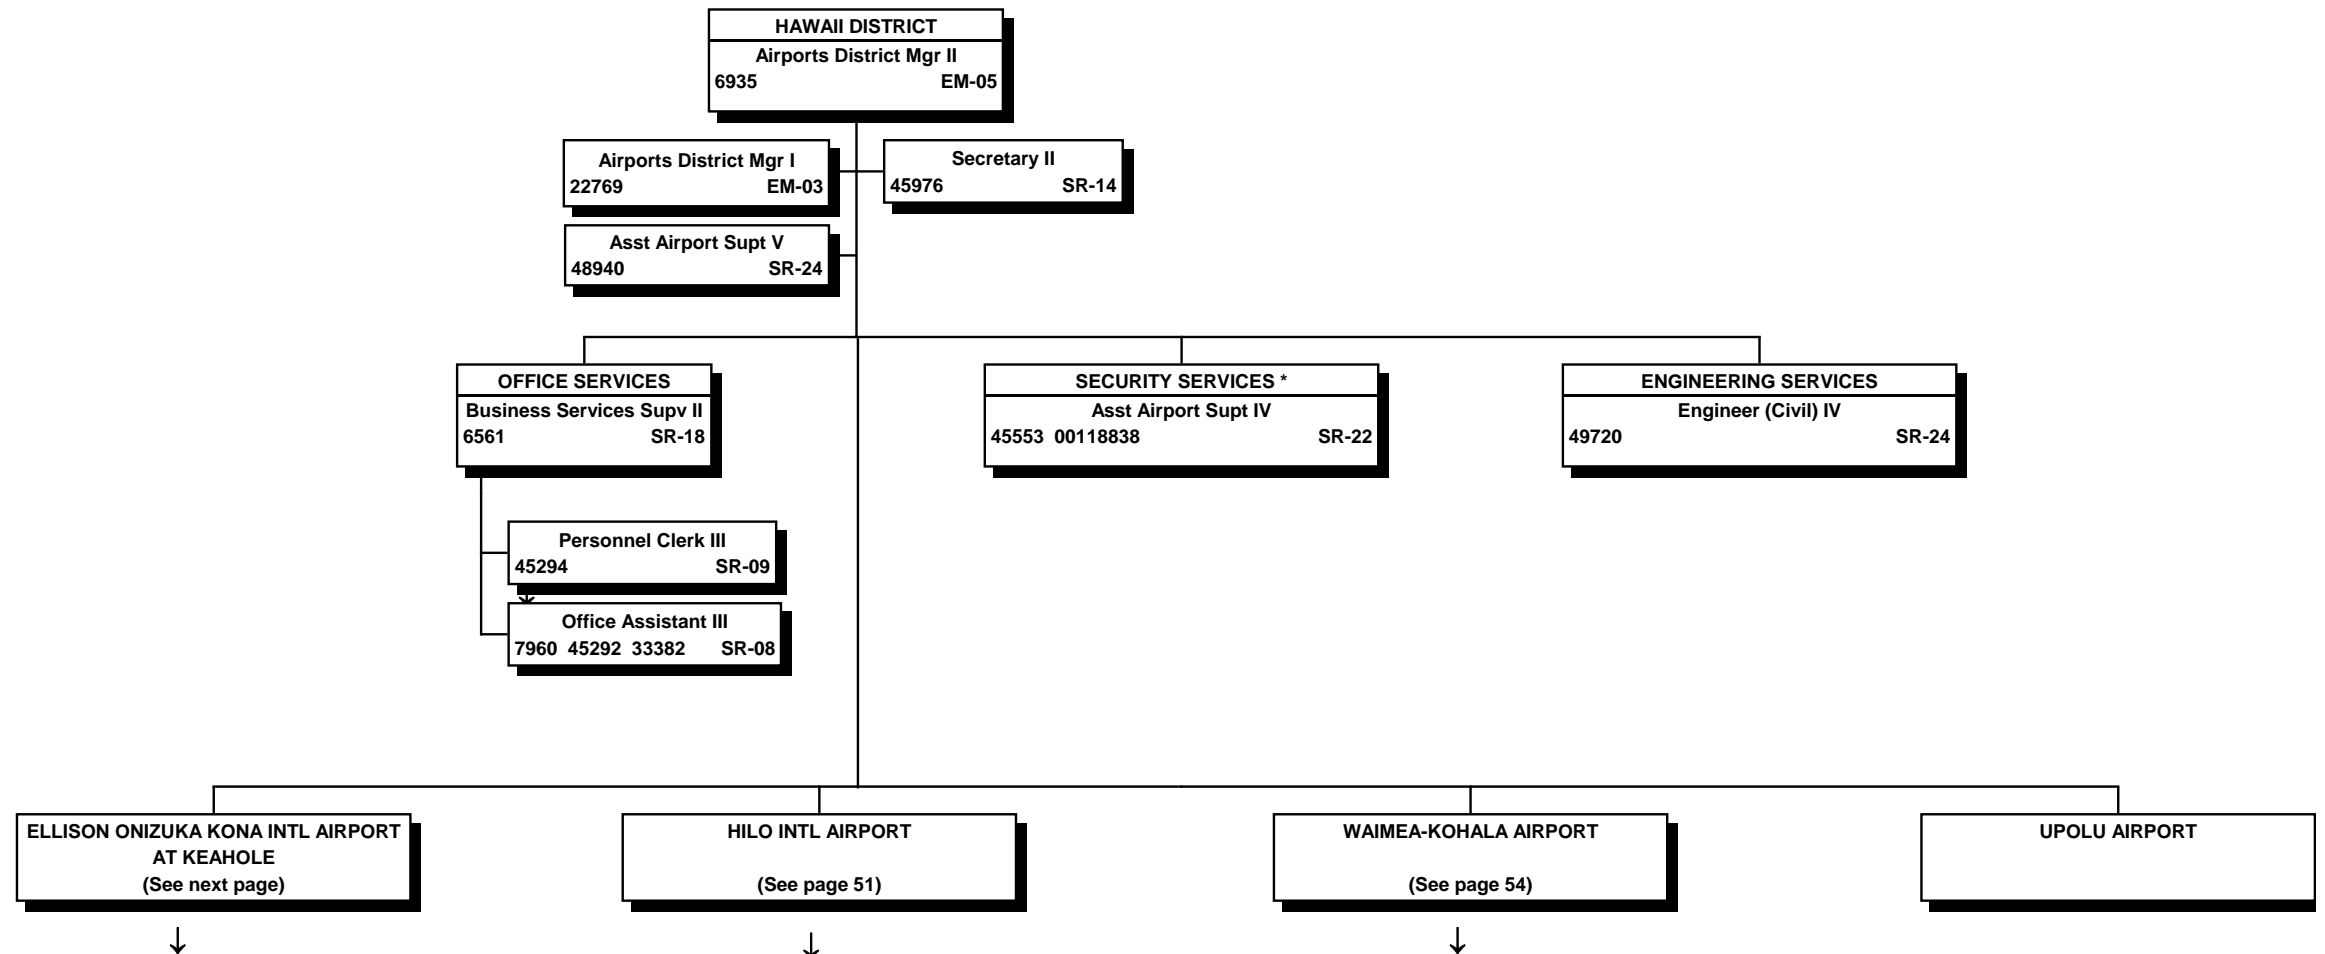 HAWAII DISTRICT
Airports District Mgr II
6935 EM-05
Airports District Mgr I
22769 EM-03
Secretary II
45976 SR-14
Asst Airport Supt V
48940 SR-24
OFFICE SERVICES
Business Services Supv II
6561 SR-18
SECURITY SERVICES *
Asst Airport Supt IV
45553 00118838 SR-22
ENGINEERING SERVICES
Engineer (Civil) IV
49720 SR-24
Personnel Clerk III
45294 SR-09
Office Assistant III
7960 45292 33382 SR-08
ELLISON ONIZUKA KONA INTL AIRPORT
AT KEAHOLE
(See next page)
HILO INTL AIRPORT
(See page 51)
WAIMEA-KOHALA AIRPORT
(See page 54)
UPOLU AIRPORT